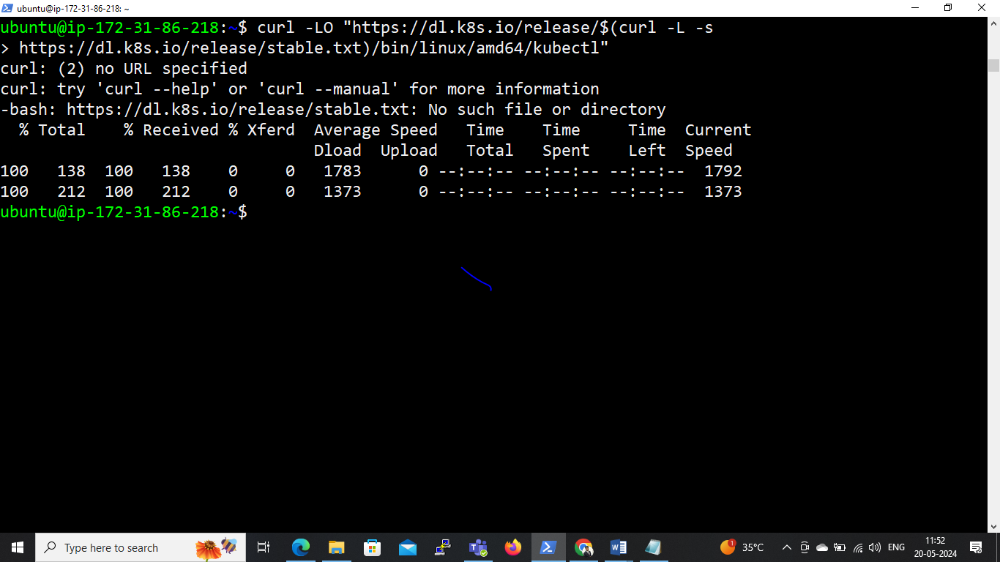 ubuntu@ip-172-31-86-218: ~
ubuntu@ip-172-31-86-218:~$ curl -LO "https://dl.k8s.io/release/$(curl -L -s
> https://dl.k8s.io/release/stable.txt)/bin/linux/amd64/kubectl"
curl: (2) no URL specified
curl: try 'curl --help' or 'curl --manual' for more information
-bash: https://dl.k8s.io/release/stable.txt: No such file or directory
% Total % Received % Xferd Average Speed Time Time Time Current
Dload Upload Total Spent Left Speed
100 138 100 138 0 0 1783 0 --:--:-- --:--:-- --:--:-- 1792
100 212 100 212 0 0 1373 0 --:--:-- --:--:-- --:--:-- 1373
ubuntu@ip-172-31-86-218:~$
Type here to search
1
35°C
ENG
11:52
20-05-2024